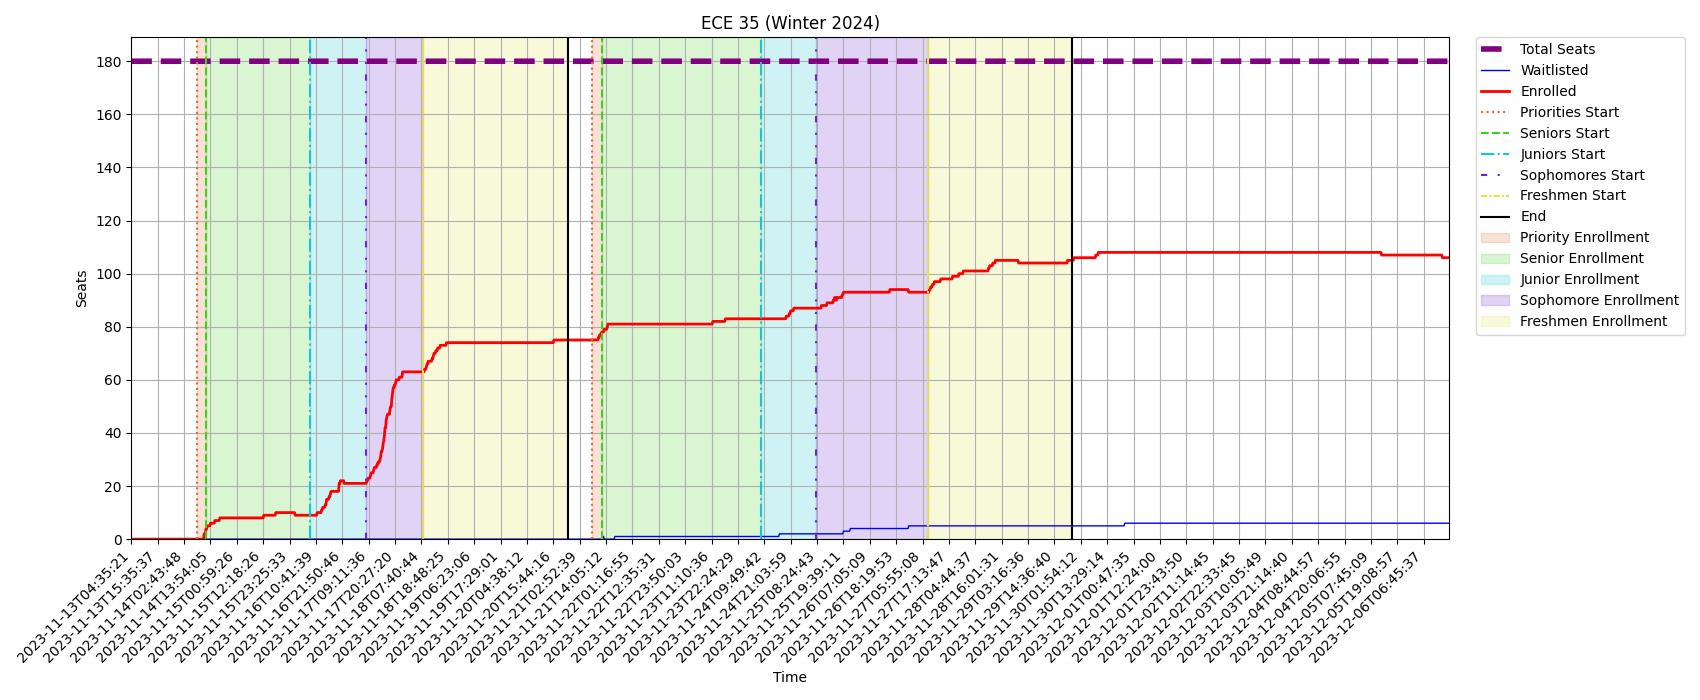 ECE 35 (Winter 2024)
Seats
180
160
140
120
100
80
60
40
20
0
2023-11-13T04:35:21
2023-11-13T15:35:37
2023-11-14T02:43:48
2023-11-14T13:54:05
2023-11-15T00:59:26
2023-11-15T12:18:26
2023-11-15T23:25:33
2023-11-16T10:41:39
2023-11-16T21:50:46
2023-11-17T09:11:36
2023-11-17T20:27:20
2023-11-18T07:40:44
2023-11-18T18:48:25
2023-11-19T06:23:06
2023-11-19T17:29:01
2023-11-20T04:38:12
2023-11-20T15:44:16
2023-11-21T02:52:39
2023-11-21T14:05:12
2023-11-22T01:16:55
2023-11-22T12:35:31
2023-11-22T23:50:03
2023-11-23T11:10:36
2023-11-23T22:24:29
2023-11-24T09:49:42
2023-11-24T21:03:59
2023-11-25T08:24:43
2023-11-25T19:39:11
2023-11-26T07:05:09
2023-11-26T18:19:53
2023-11-27T05:55:08
2023-11-27T17:13:47
2023-11-28T04:44:37
2023-11-28T16:01:31
2023-11-29T03:16:36
2023-11-29T14:36:40
2023-11-30T01:54:12
2023-11-30T13:29:14
2023-12-01T00:47:35
2023-12-01T12:24:00
2023-12-01T23:43:50
2023-12-02T11:14:45
2023-12-02T22:33:45
2023-12-03T10:05:49
2023-12-03T21:14:40
2023-12-04T08:44:57
2023-12-04T20:06:55
2023-12-05T07:45:09
2023-12-05T19:08:57
2023-12-06T06:45:37
Time
Total Seats
Waitlisted
Enrolled
Priorities Start
Seniors Start
Juniors Start
Sophomores Start
Freshmen Start
End
Priority Enrollment
Senior Enrollment
Junior Enrollment
Sophomore Enrollment
Freshmen Enrollment